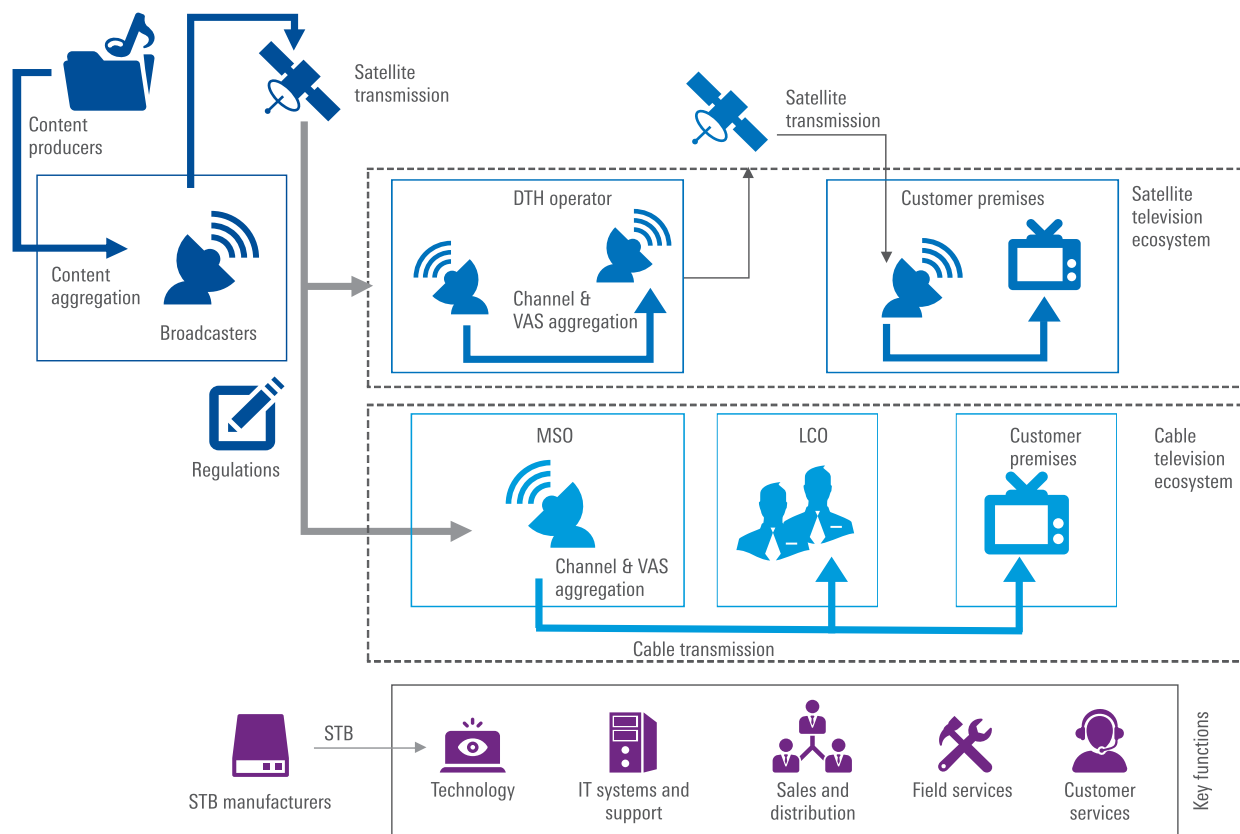 Content
producers
Satellite
transmission
Content
aggregation
Broadcasters
Satellite
transmission
DTH operator
Channel &
VAS aggregation
Customer premises
Satellite
television
ecosystem
Regulations
MSO
Channel & VAS
aggregation
LCO
Customer
premises
Cable
television
ecosystem
Cable transmission
STB manufacturers
STB
Technology
IT systems and
support
Sales and
distribution
Field services
Customer
services
Key functions